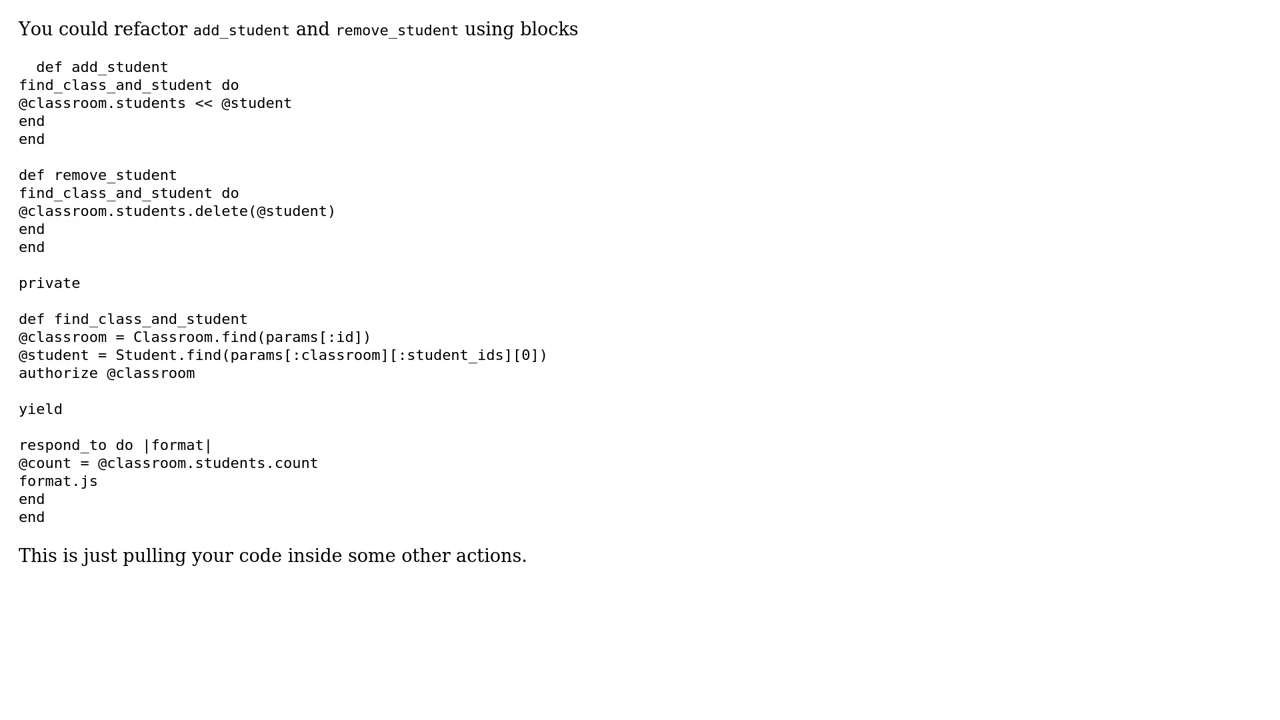 You could refactor add_student and remove_student using blocks
def add_student
find_class_and_student do
@classroom.students << @student
end
end
def remove_student
find_class_and_student do
@classroom.students.delete(@student)
end
end
private
def find_class_and_student
@classroom = Classroom.find(params[:id])
@student = Student.find(params[:classroom][:student_ids][0])
authorize @classroom
yield
respond_to do |format|
@count = @classroom.students.count
format.js
end
end
This is just pulling your code inside some other actions.